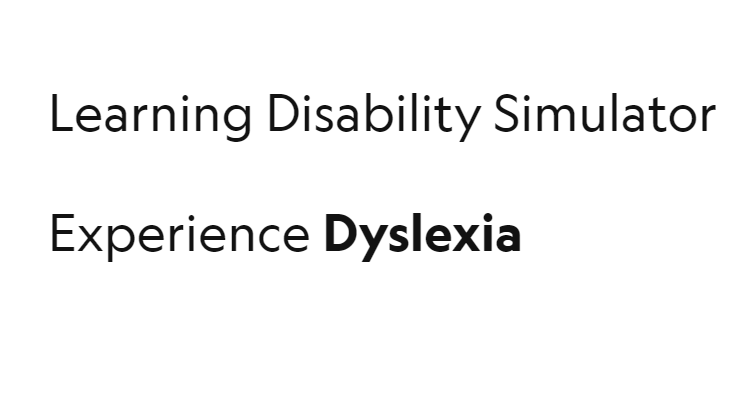 Learning Disability Simulator
Experience Dyslexia